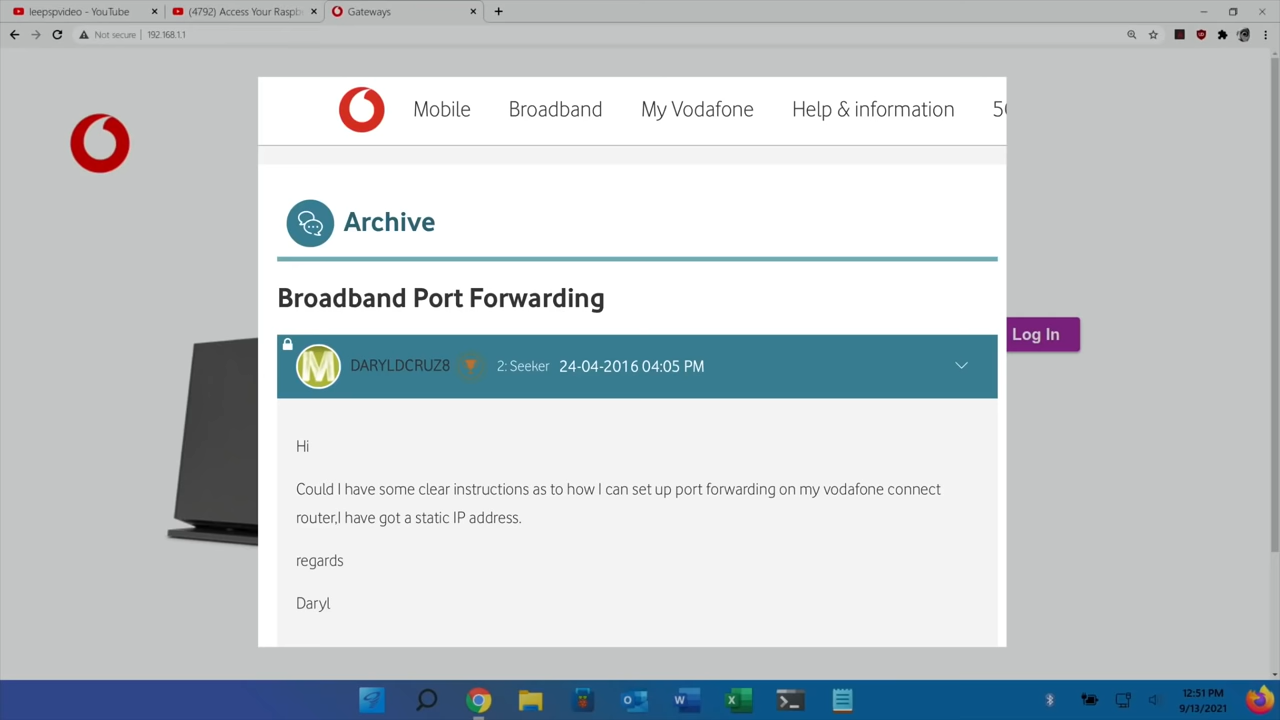 leepspvideo - YouTube
(4792) Access Your Raspb
Gateways
Not secure
192.168.1.1
Mobile
Broadband
My Vodafone
Help & information
Archive
Broadband Port Forwarding
Log In
DARYLDCRUZ8
2: Seeker
24-04-2016 04:05 PM
Hi
Could I have some clear instructions as to how I can set up port forwarding on my vodafone connect
router,I have got a static IP address.
regards
Daryl
12:51 PM
9/13/2021